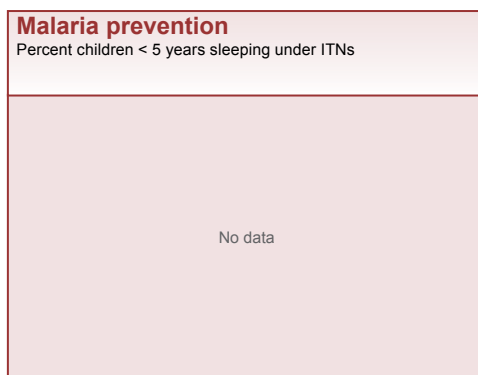 Malaria prevention
Percent children < 5 years sleeping under ITNs
No data